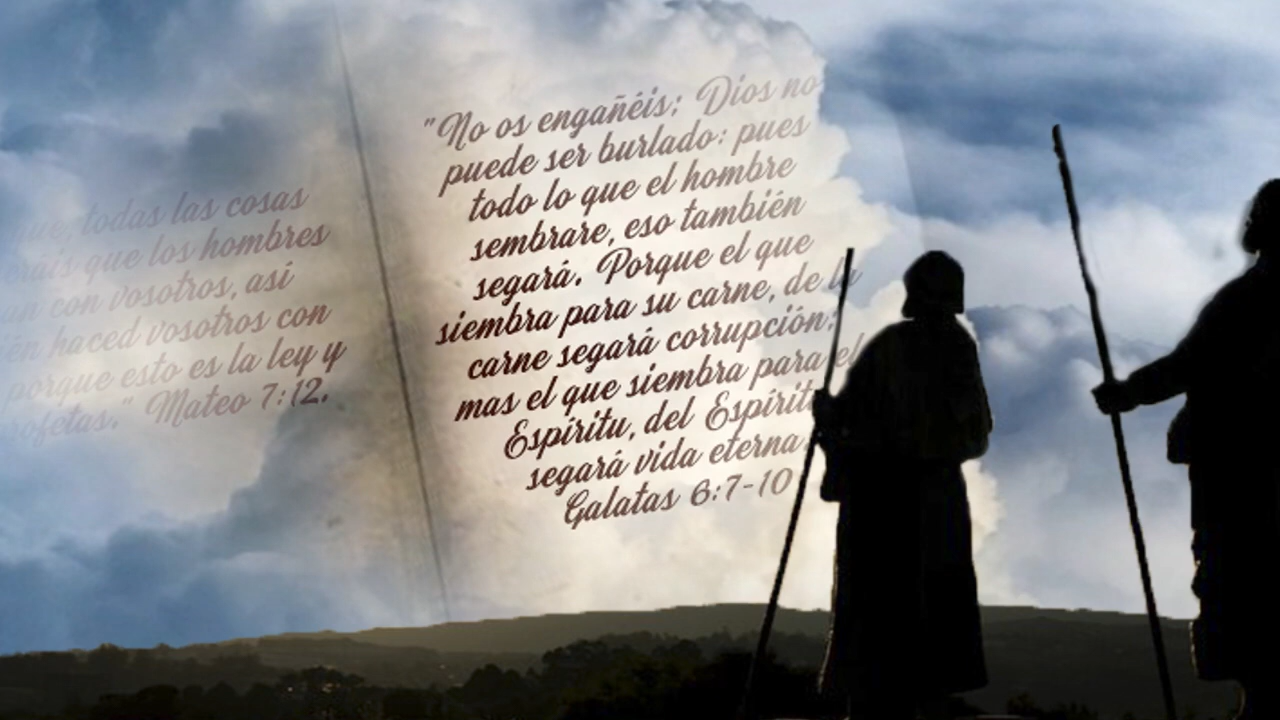 todas las cosas
que los hombres
con vosotros, así
haced vosotros con
porque esto es la ley y
" Mateo 7:12.
"No os engañéis; Dios no
puede ser burlado: pues
todo lo que el hombre
sembrare, eso también
segará. Porque el que
siembra para su carne, de la
carne segará corrupción;
mas el que siembra para el
Espíritu, del Espíritu
segará vida eterna.
Galatas 6:7-10